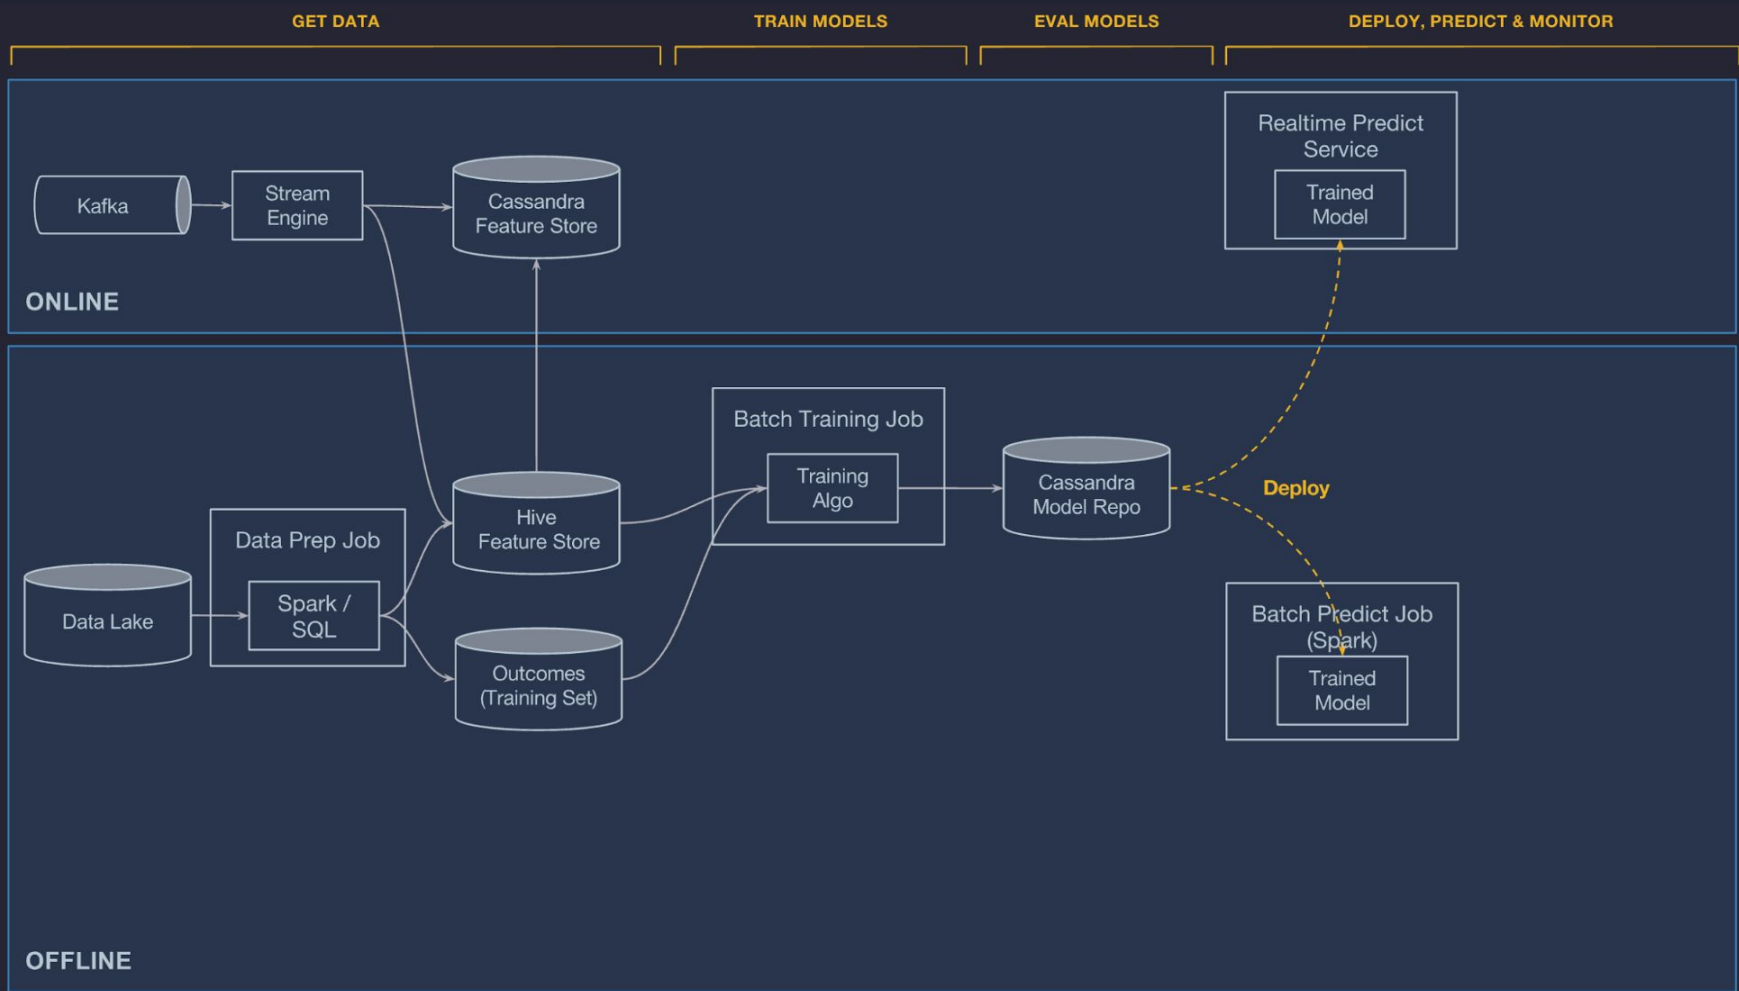 GET DATA
TRAIN MODELS
EVAL MODELS
DEPLOY, PREDICT & MONITOR
Kafka
Stream
Engine
Cassandra
Feature Store
Realtime Predict
Service
Trained
Model
ONLINE
Data Lake
Data Prep Job
Spark /
SQL
Hive
Feature Store
Outcomes
(Training Set)
Batch Training Job
Training
Algo
Cassandra
Model Repo
Deploy
Batch Predict Job
(Spark)
Trained
Model
OFFLINE